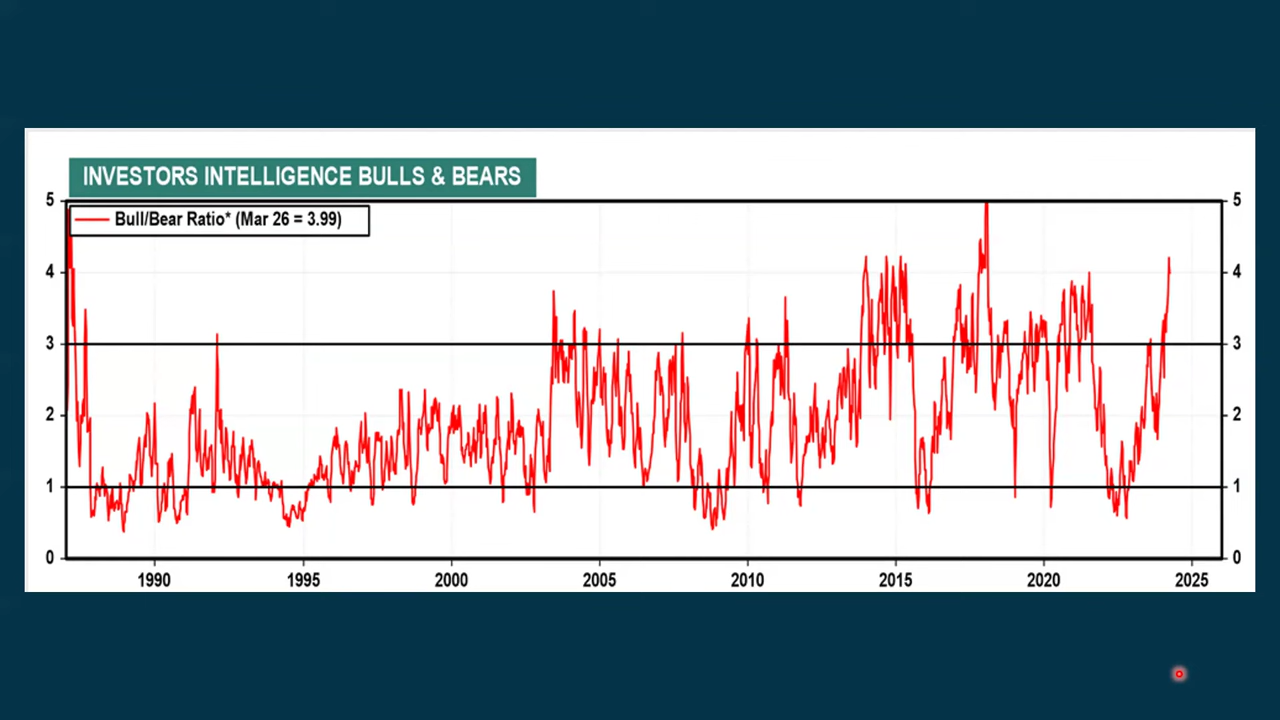 INVESTORS INTELLIGENCE BULLS & BEARS
Bull/Bear Ratio* (Mar 26 = 3.99)
5 5
4 4
3 3
2 2
1 1
0 0
1990 1995 2000 2005 2010 2015 2020 2025